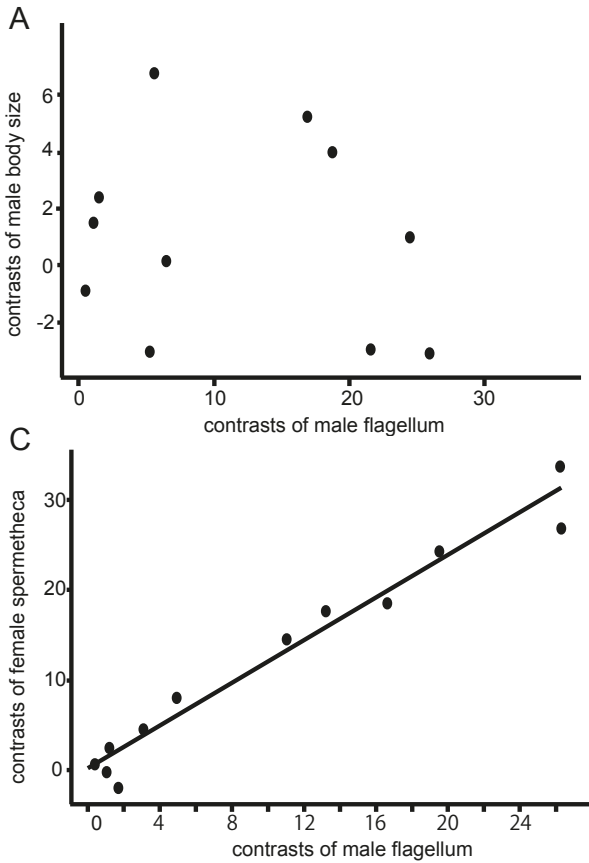 A
contrasts of male body size
6
4
2
0
-2
0 10 20 30
contrasts of male flagellum
C
contrasts of female spermetheca
30
20
10
0
0 4 8 12 16 20 24
contrasts of male flagellum